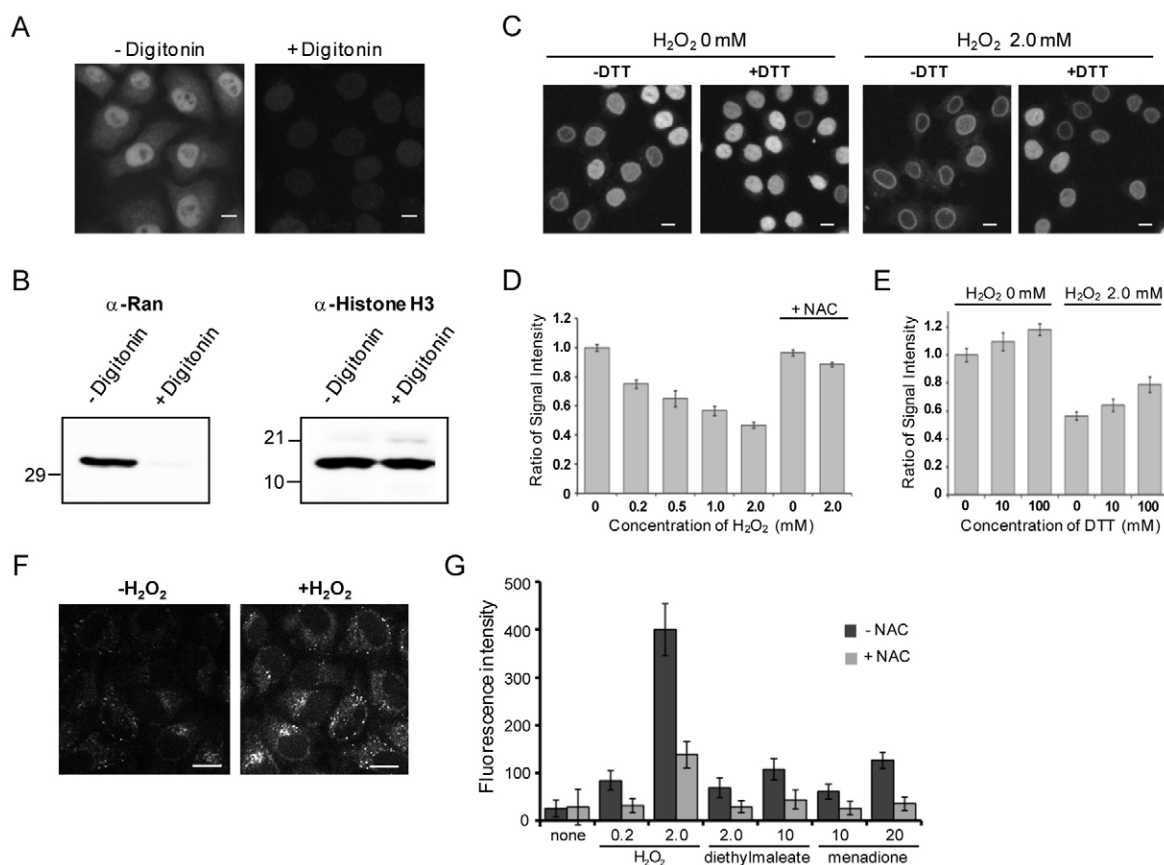 A
- Digitonin
+ Digitonin
B
α-Ran
α-Histone H3
- Digitonin
+ Digitonin
- Digitonin
+ Digitonin
29
21
10
C
H₂O₂ 0 mM
H₂O₂ 2.0 mM
-DTT
+DTT
-DTT
+DTT
D
+ NAC
Ratio of Signal Intensity
1.2
1.0
0.8
0.6
0.4
0.2
0
0 0.2 0.5 1.0 2.0 0 2.0
Concentration of H₂O₂ (mM)
E
H₂O₂ 0 mM
H₂O₂ 2.0 mM
Ratio of Signal Intensity
1.2
1.0
0.8
0.6
0.4
0.2
0
0 10 100 0 10 100
Concentration of DTT (mM)
F
-H₂O₂
+H₂O₂
G
Fluorescence intensity
500
400
300
200
100
0
- NAC
+ NAC
none 0.2 2.0 2.0 10 10 20
H₂O₂ diethylmaleate menadione